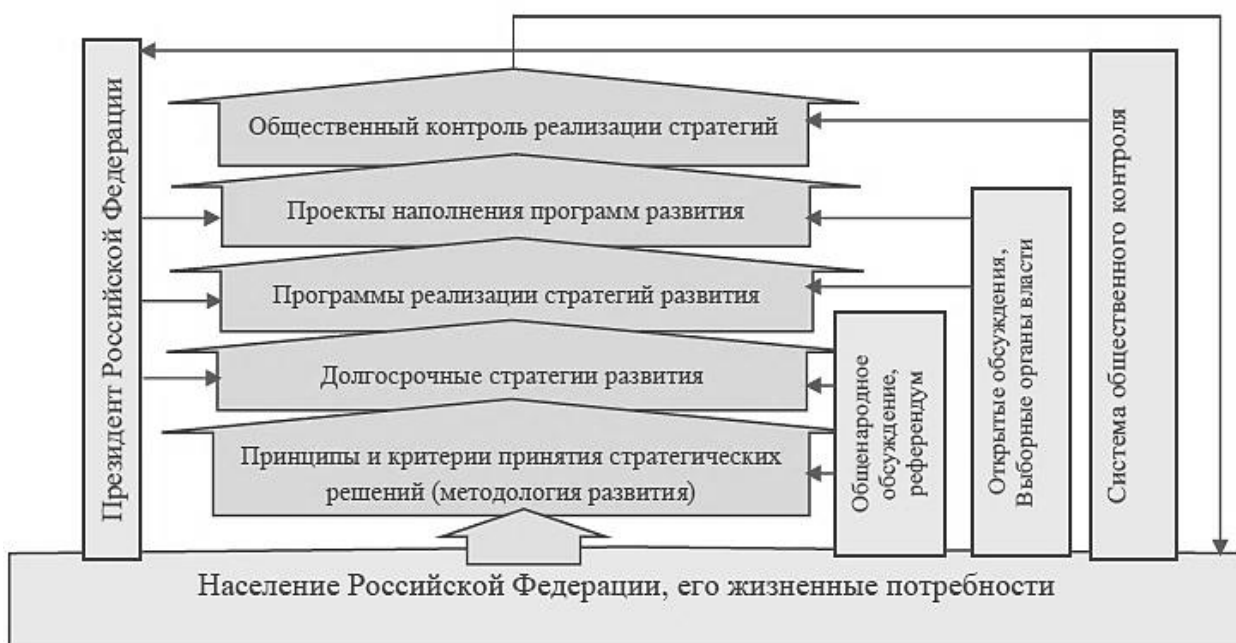 Президент Российской Федерации
Общественный контроль реализации стратегий
Проекты наполнения программ развития
Программы реализации стратегий развития
Долгосрочные стратегии развития
Принципы и критерии принятия стратегических
решений (методология развития)
Общенародное
обсуждение,
референдум
Открытые обсуждения,
Выборные органы власти
Система общественного контроля
Население Российской Федерации, его жизненные потребности